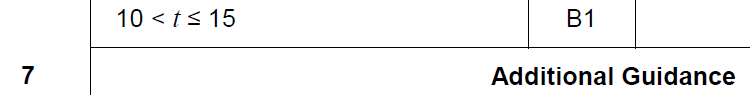 10 < t ≤ 15 B1
7 Additional Guidance